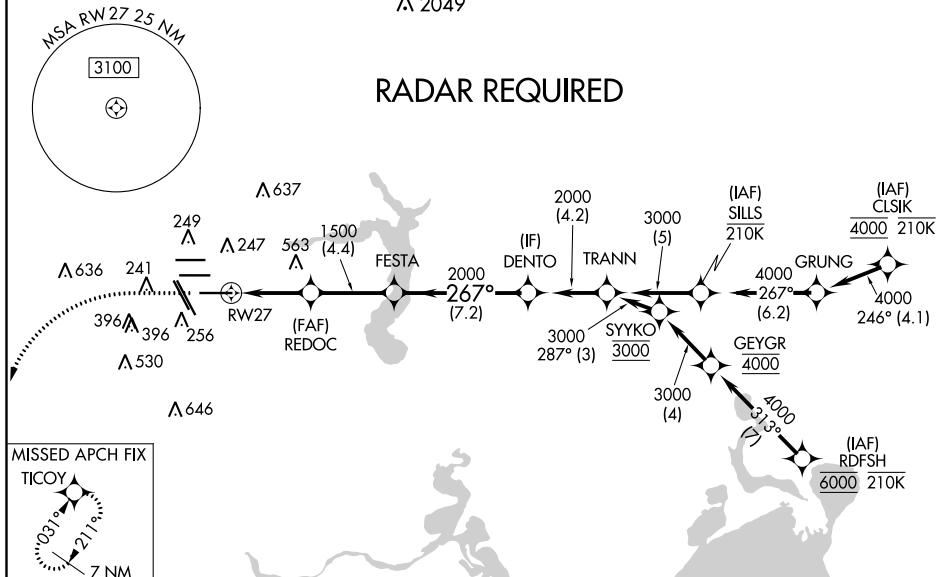 2049
MSA RW27 25 NM
3100
RADAR REQUIRED
637
249
247
563
1500
(4.4)
FESTA
2000
267°
(7.2)
(IF)
DENTO
2000
(4.2)
TRANN
3000
(5)
(IAF)
SILLS
210K
4000
267°
(6.2)
GRUNG
(IAF)
CLSIK
4000 210K
4000
246° (4.1)
636
241
396
396
256
530
646
RW27
(FAF)
REDOC
3000
287° (3)
SYYKO
3000
GEYGR
4000
3000
(4)
4000
313°
(7)
(IAF)
RDFSH
6000 210K
MISSED APCH FIX
TICOY
031°
211°
7 NM